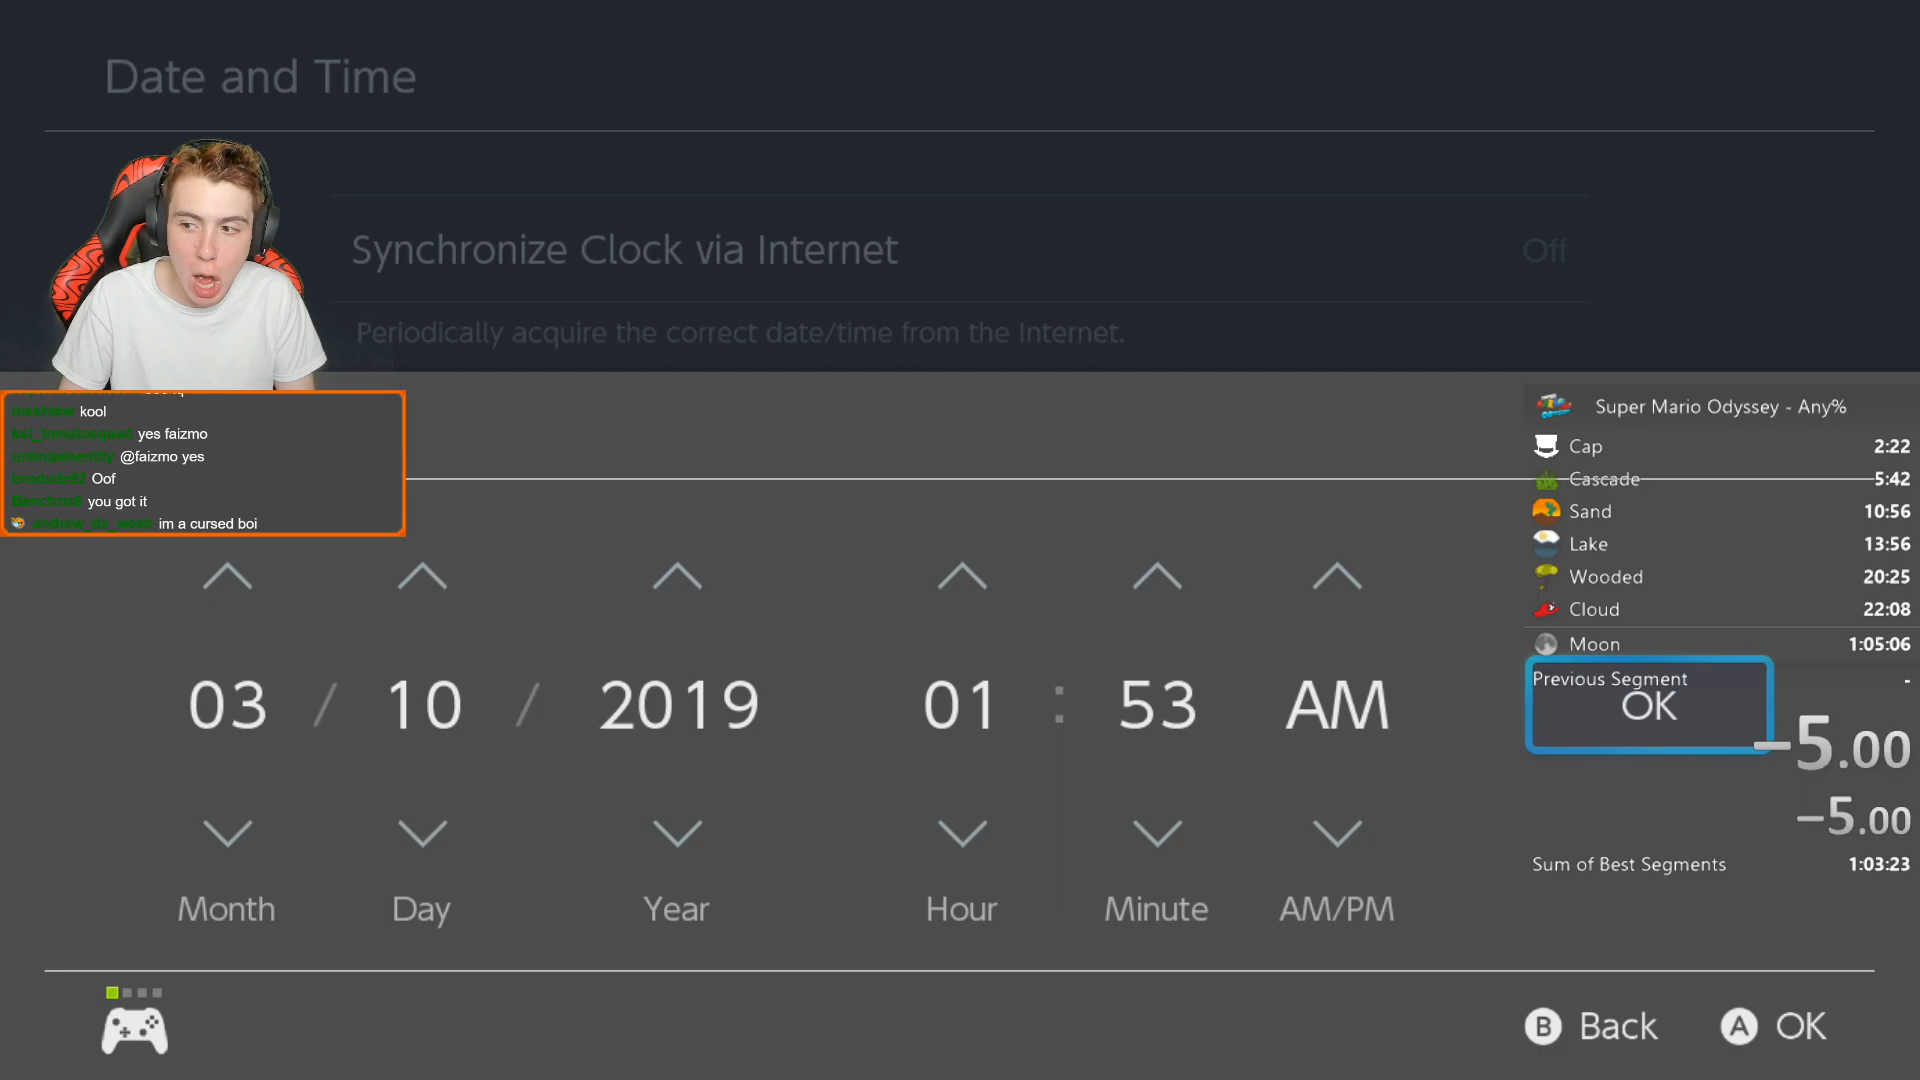 Date and Time
Synchronize Clock via Internet Off
Periodically acquire the correct date/time from the Internet.
kool
kst_tomatosquad yes faizmo
unknownentity @faizmo yes
brodude92 Oof
you got it
andrew_da_weeb im a cursed boi
Super Mario Odyssey - Any%
Cap 2:22
Cascade 5:42
Sand 10:56
Lake 13:56
Wooded 20:25
Cloud 22:08
Moon 1:05:06
Previous Segment -
OK
-5.00
-5.00
Sum of Best Segments 1:03:23
03 / 10 / 2019 01 : 53 AM
Month Day Year Hour Minute AM/PM
B Back A OK